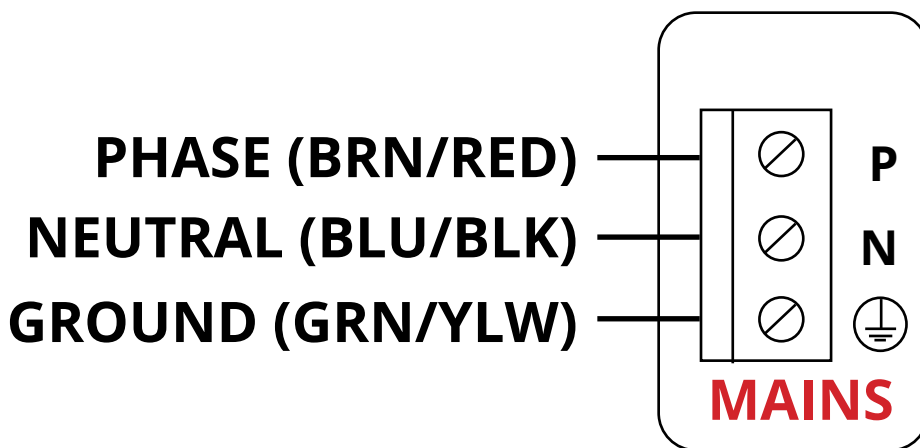 PHASE (BRN/RED)
P
NEUTRAL (BLU/BLK)
N
GROUND (GRN/YLW)
MAINS